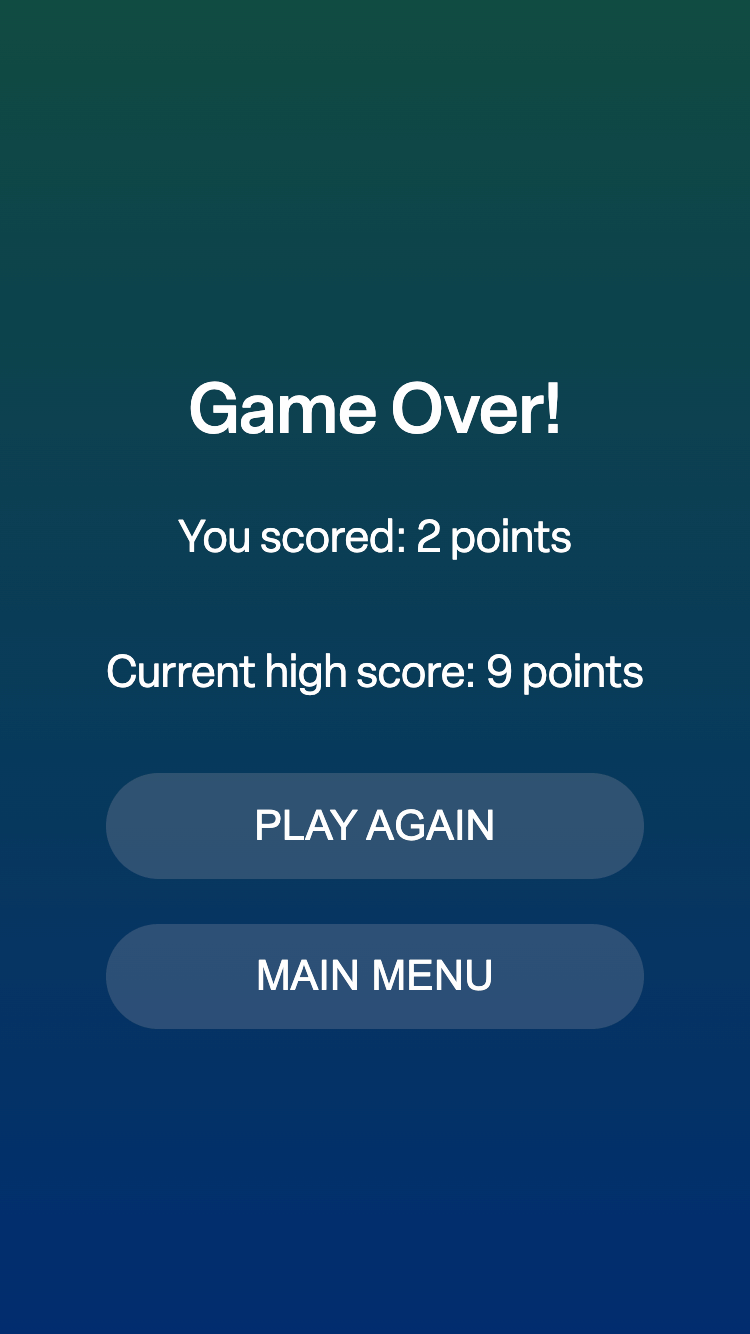 Game Over!
You scored: 2 points
Current high score: 9 points
PLAY AGAIN
MAIN MENU